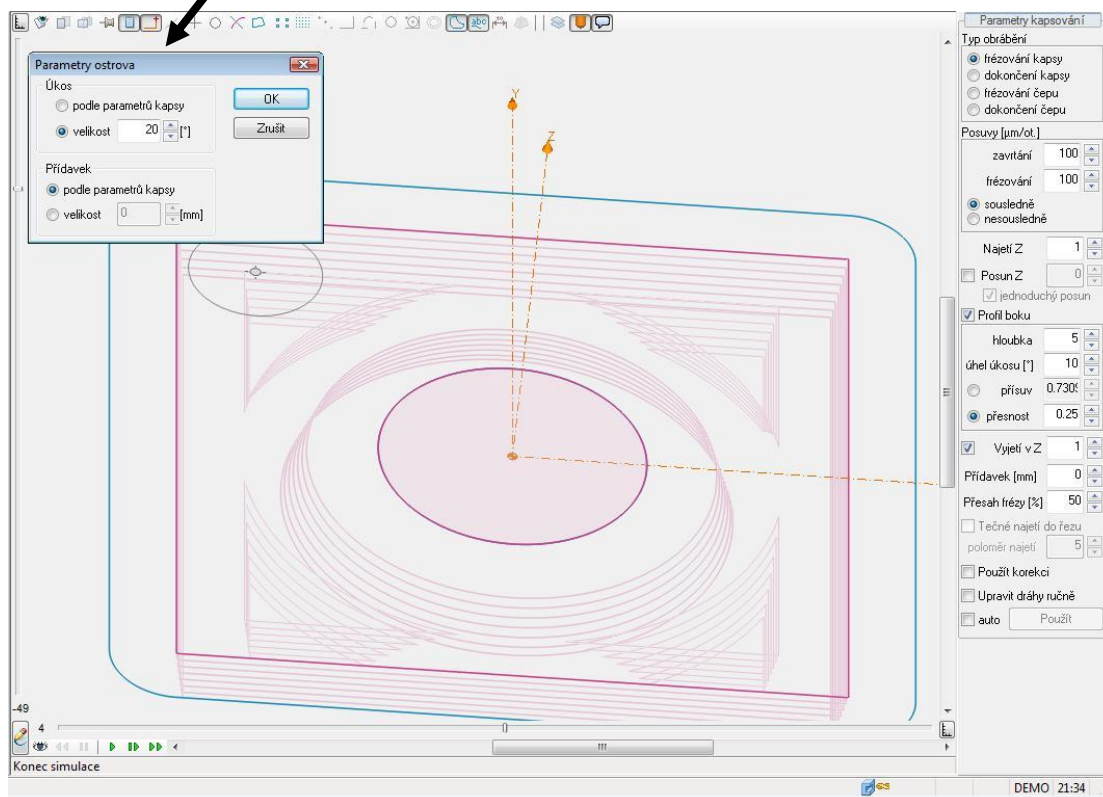 abc
Parametry ostrova
Úkos
podle parametrů kapsy
velikost 20 [°]
OK
Zrušit
Přídavek
podle parametrů kapsy
velikost 0 [mm]
Y
Z
-49
4
Konec simulace
Parametry kapsování
Typ obrábění
frézování kapsy
dokončení kapsy
frézování čepu
dokončení čepu
Posuvy [µm/ot.]
zavrtání 100
frézování 100
sousledně
nesousledně
Najetí Z 1
Posun Z 0
jednoduchý posun
Profil boku
hloubka 5
úhel úkosu [°] 10
přísuv
přesnost 0.25
Vyjetí v Z 1
Přídavek [mm] 0
Přesah frézy [%] 50
Tečné najetí do řezu
poloměr najetí 5
Použít korekci
Upravit dráhy ručně
auto Použít
DEMO 21:34